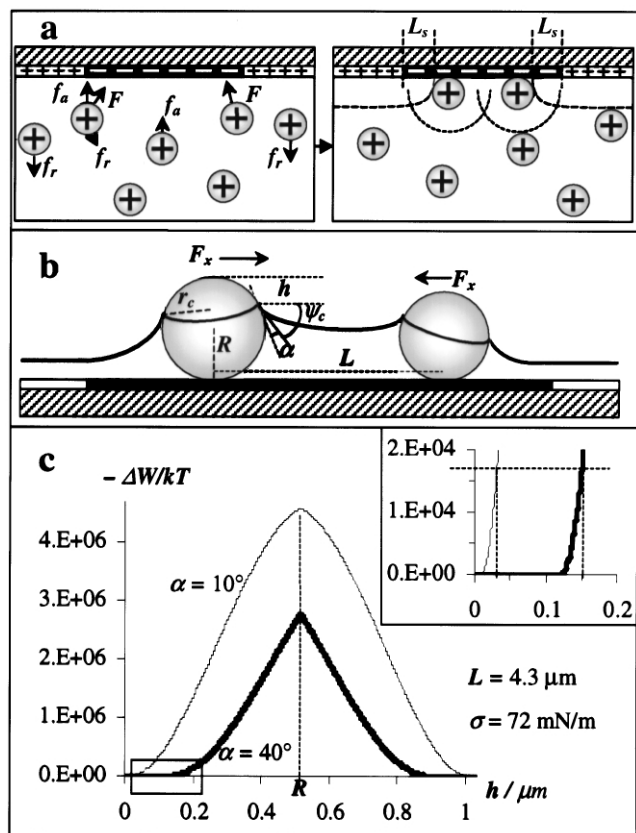 a
L_s L_s
+ + + + + + + + + + + + + + + +
f_a F f_a F
+ + + + +
f_r f_r f_r
+ +
+ + + + + + + +
b
F_x h F_x
r_c ψ_c
R α
L
c
− ΔW/kT
4.E+06
3.E+06
2.E+06
1.E+06
0.E+00
α = 10°
α = 40°
0 0.2 0.4 R 0.6 0.8 1 h / μm
2.E+04
1.E+04
0.E+00
0 0.1 0.2
L = 4.3 μm
σ = 72 mN/m